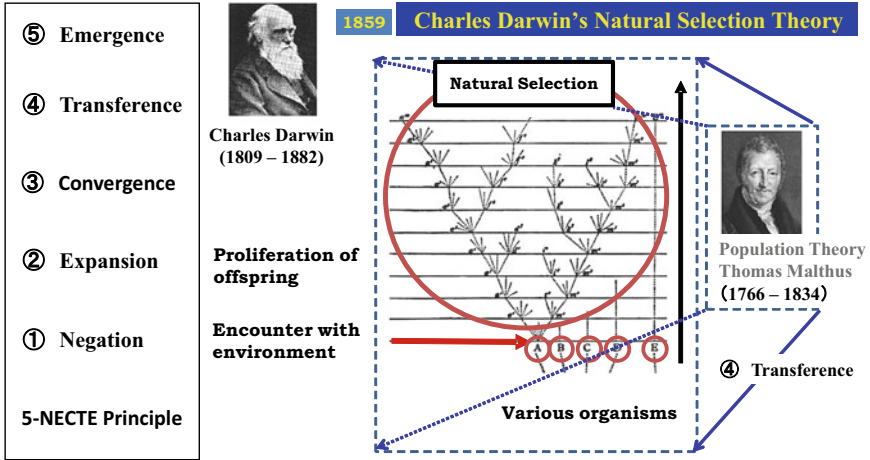 ⑤ Emergence
④ Transference
③ Convergence
② Expansion
① Negation
5-NECTE Principle
1859
Charles Darwin's Natural Selection Theory
Natural Selection
Charles Darwin
(1809 – 1882)
Proliferation of
offspring
Encounter with
environment
A B C D E
Various organisms
Population Theory
Thomas Malthus
(1766 – 1834)
④ Transference